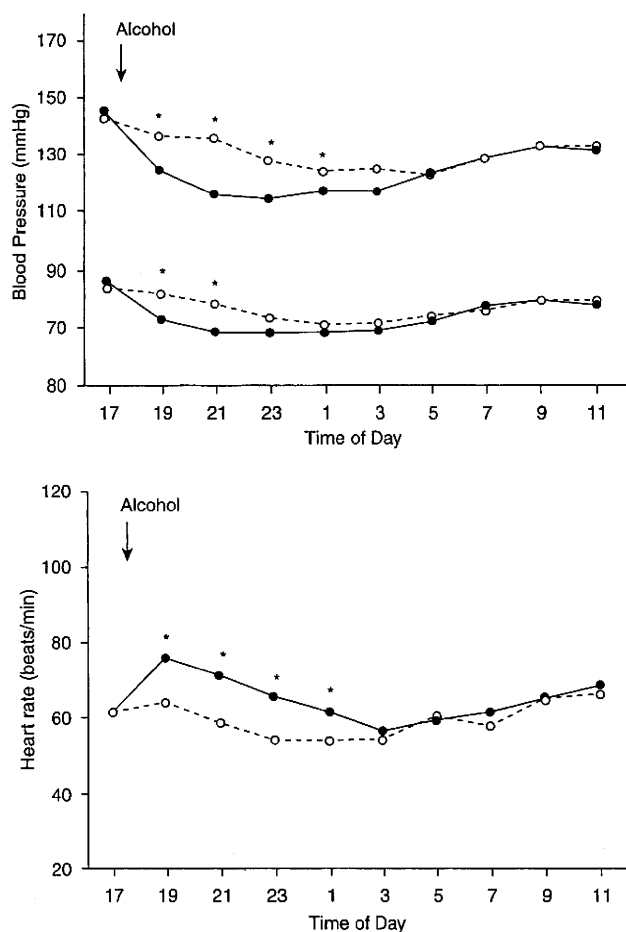 170
Alcohol
150
*
*
*
130
*
110
Blood Pressure (mmHg)
90
*
*
70
80
17 19 21 23 1 3 5 7 9 11
Time of Day
120
Alcohol
100
80
*
*
*
*
60
Heart rate (beats/min)
40
20
17 19 21 23 1 3 5 7 9 11
Time of Day